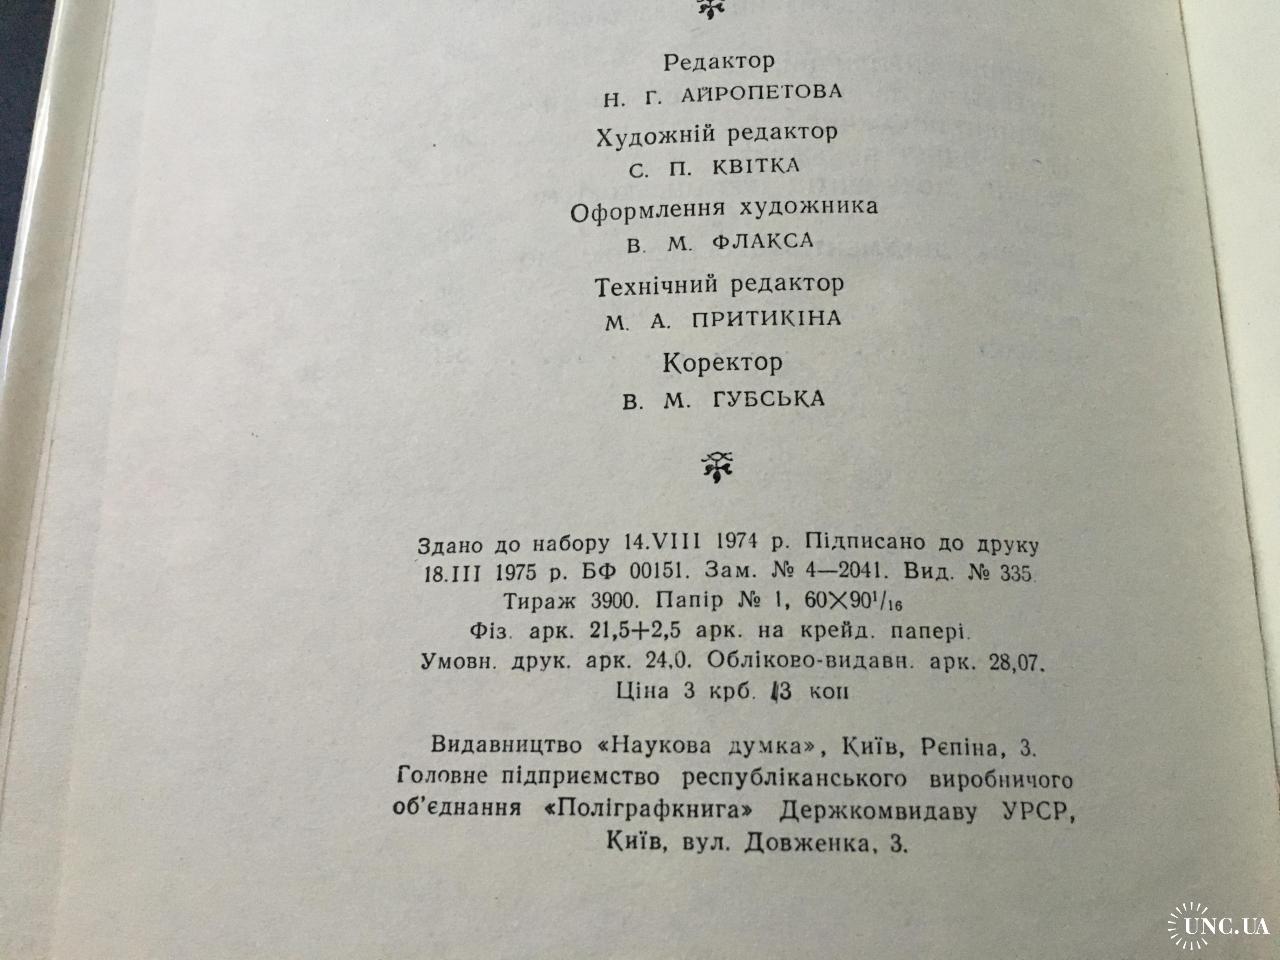 Редактор
Н. Г. АЙРОПЕТОВА
Художній редактор
С. П. КВІТКА
Оформлення художника
В. М. ФЛАКСА
Технічний редактор
М. А. ПРИТИКІНА
Коректор
В. М. ГУБСЬКА
Здано до набору 14.VIII 1974 р. Підписано до друку
18.III 1975 р. БФ 00151. Зам. № 4—2041. Вид. № 335.
Тираж 3900. Папір № 1, 60×90¹/₁₆
Фіз. арк. 21,5+2,5 арк. на крейд. папері.
Умовн. друк. арк. 24,0. Обліково-видавн. арк. 28,07.
Ціна 3 крб. 13 коп
Видавництво «Наукова думка», Київ, Рєпіна, 3.
Головне підприємство республіканського виробничого
об’єднання «Поліграфкнига» Держкомвидаву УРСР,
Київ, вул. Довженка, 3.
UNC.UA